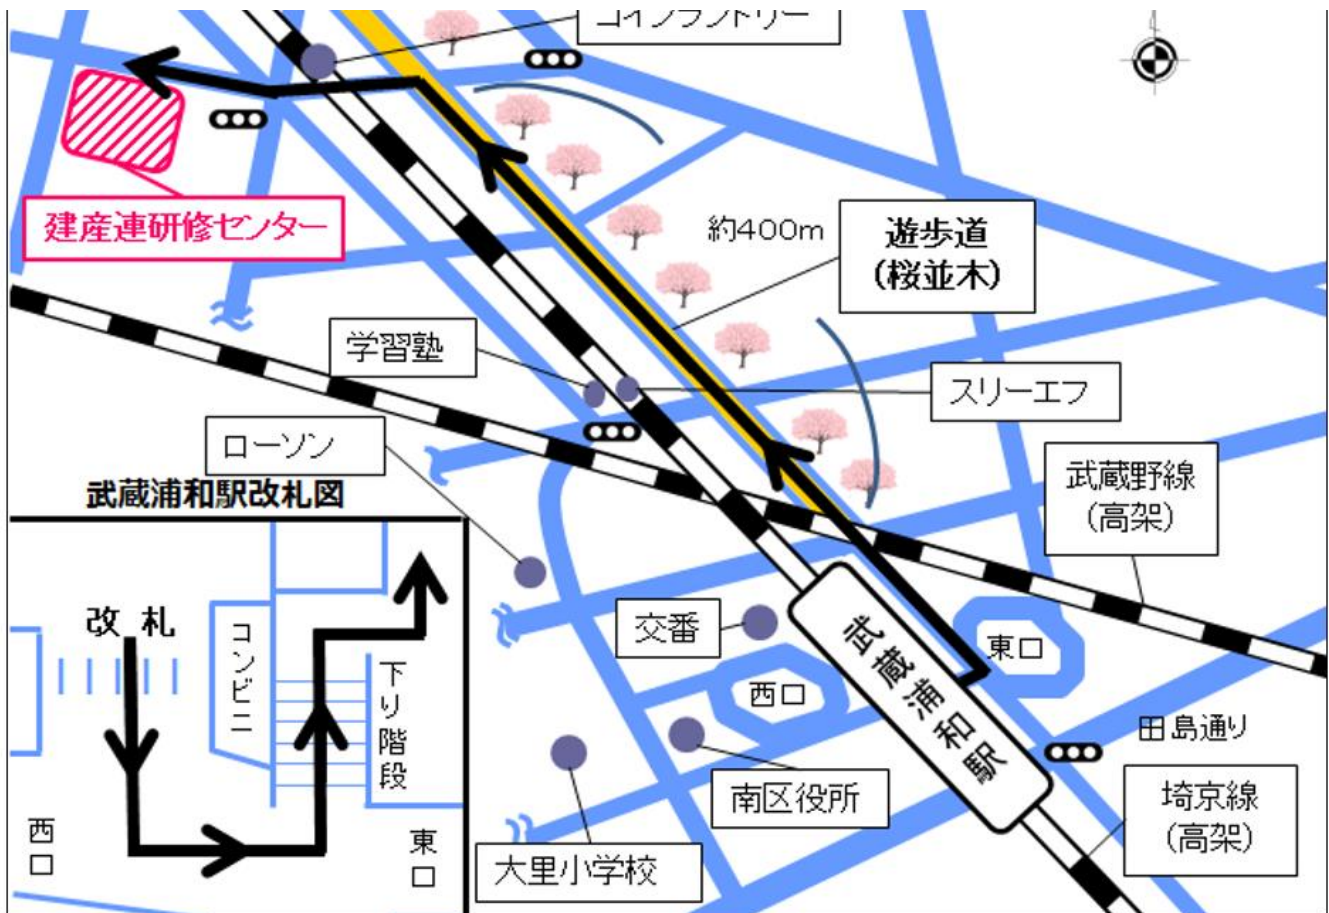 コインランドリー
建産連研修センター
約400m
遊歩道
(桜並木)
学習塾
スリーエフ
ローソン
武蔵野線
(高架)
武蔵浦和駅改札図
改 札
コンビニ
下り階段
西口
東口
交番
西口
東口
武蔵浦和駅
田島通り
南区役所
大里小学校
埼京線
(高架)